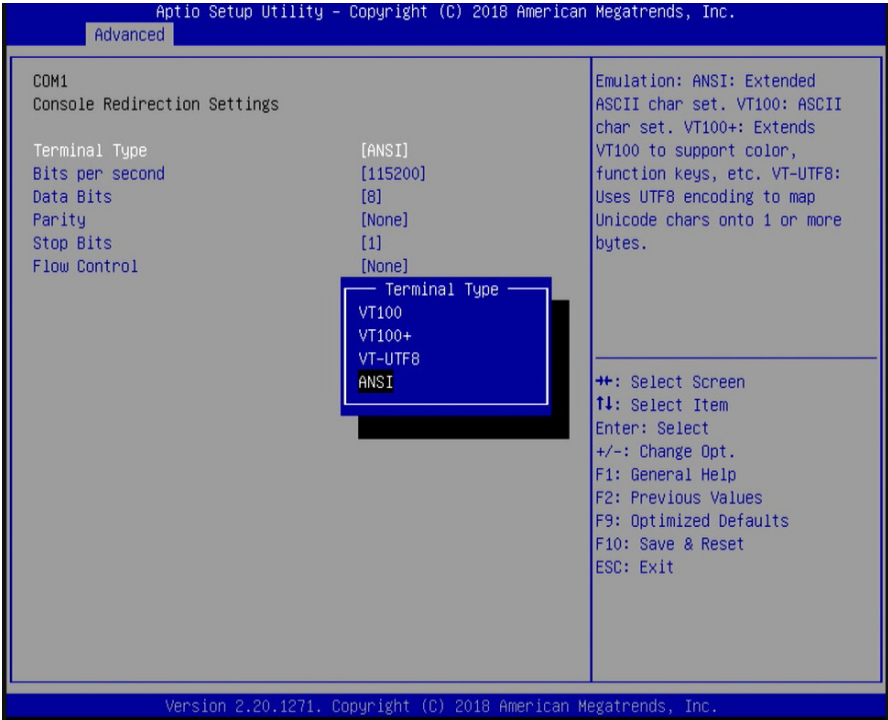 Aptio Setup Utility – Copyright (C) 2018 American Megatrends, Inc.
Advanced
COM1
Console Redirection Settings
Terminal Type [ANSI]
Bits per second [115200]
Data Bits [8]
Parity [None]
Stop Bits [1]
Flow Control [None]
Terminal Type
VT100
VT100+
VT-UTF8
ANSI
Emulation: ANSI: Extended
ASCII char set. VT100: ASCII
char set. VT100+: Extends
VT100 to support color,
function keys, etc. VT-UTF8:
Uses UTF8 encoding to map
Unicode chars onto 1 or more
bytes.
→←: Select Screen
↑↓: Select Item
Enter: Select
+/-: Change Opt.
F1: General Help
F2: Previous Values
F9: Optimized Defaults
F10: Save & Reset
ESC: Exit
Version 2.20.1271. Copyright (C) 2018 American Megatrends, Inc.